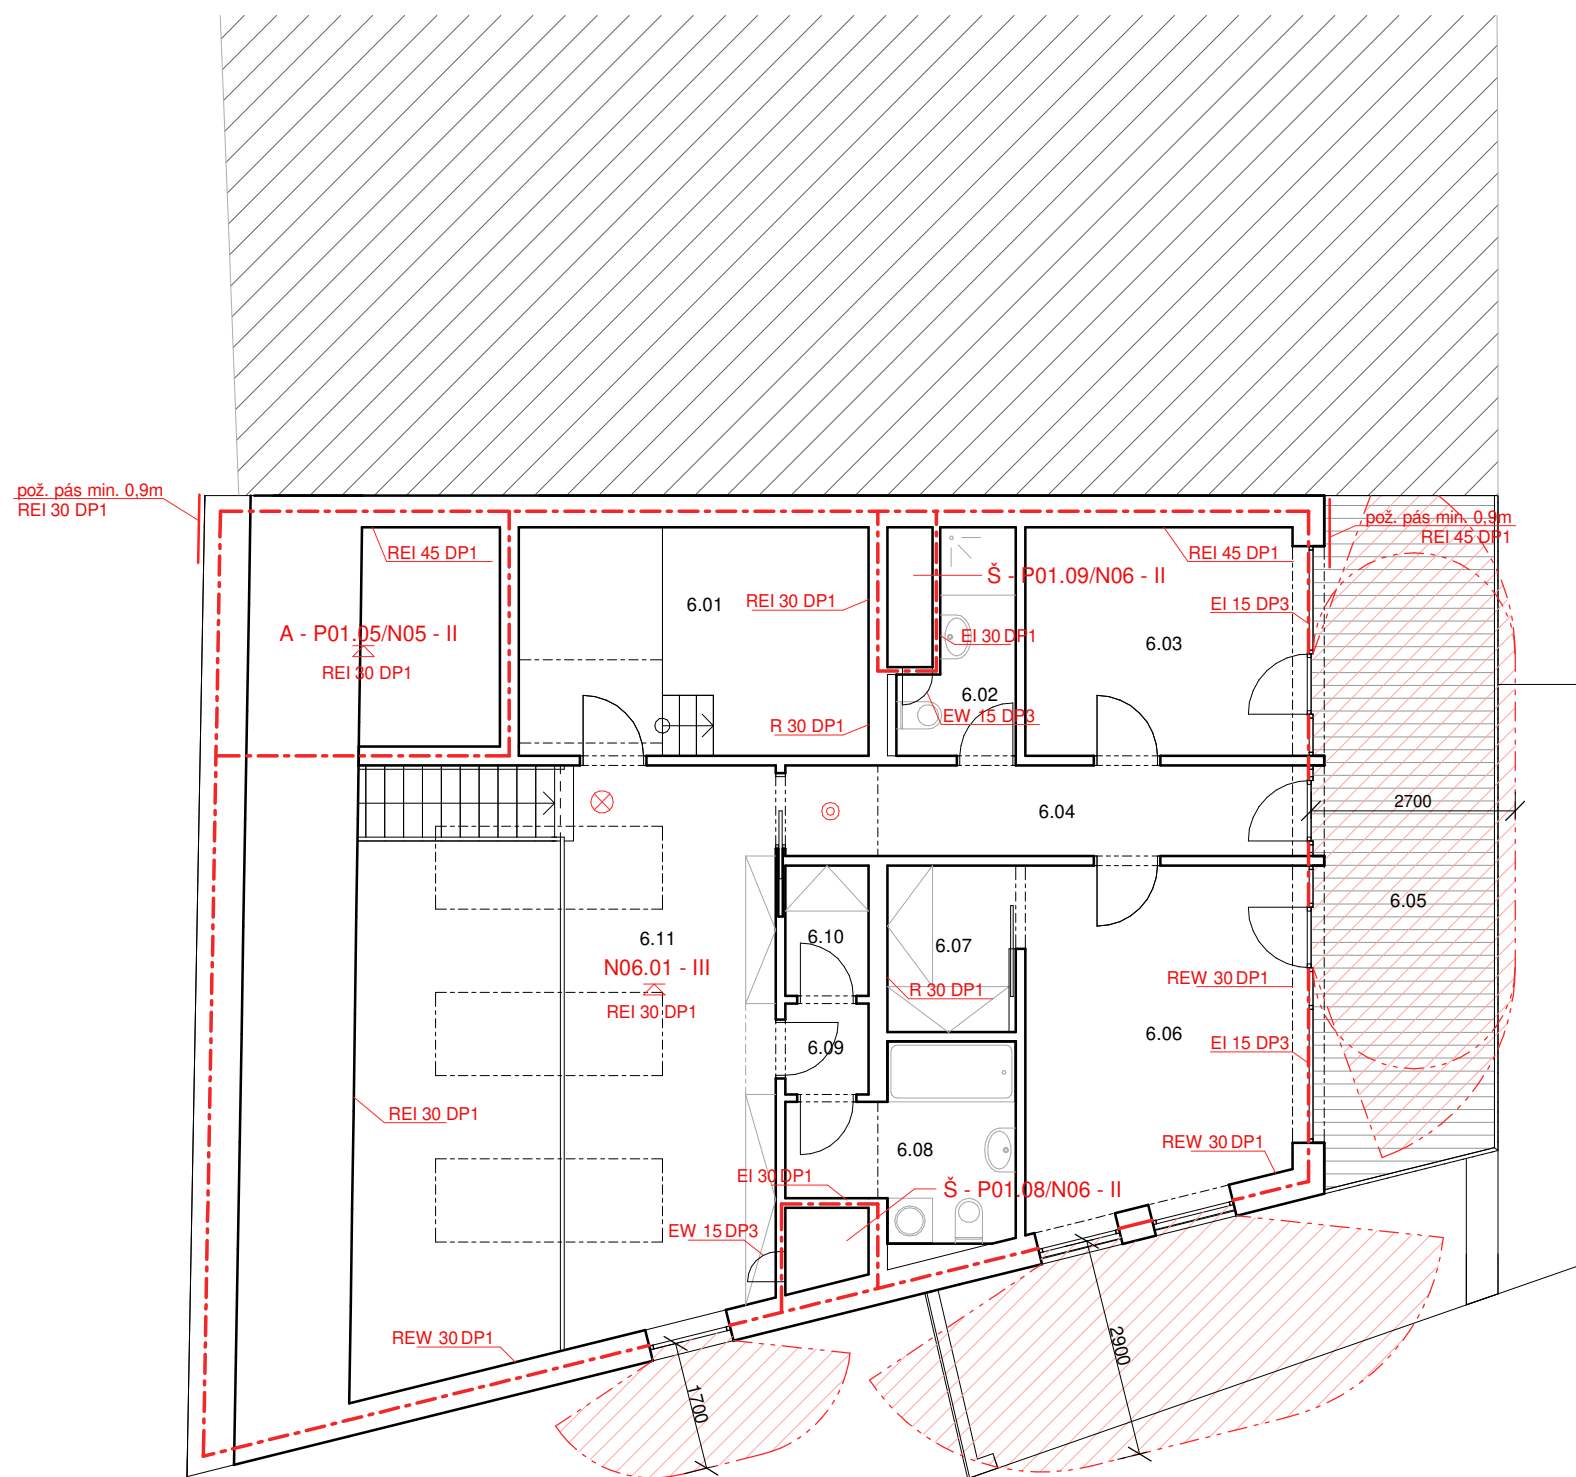 pož. pás min. 0,9m
REI 30 DP1
pož. pás min. 0,9m
REI 45 DP1
REI 45 DP1
REI 45 DP1
Š - P01.09/N06 - II
6.01
REI 30 DP1
EI 15 DP3
A - P01.05/N05 - II
REI 30 DP1
EI 30 DP1
6.03
6.02
EW 15 DP3
R 30 DP1
6.04
2700
6.05
6.11
N06.01 - III
REI 30 DP1
6.10
6.07
R 30 DP1
REW 30 DP1
6.06
EI 15 DP3
6.09
REI 30 DP1
6.08
REW 30 DP1
EI 30 DP1
Š - P01.08/N06 - II
EW 15 DP3
REW 30 DP1
2900
1700